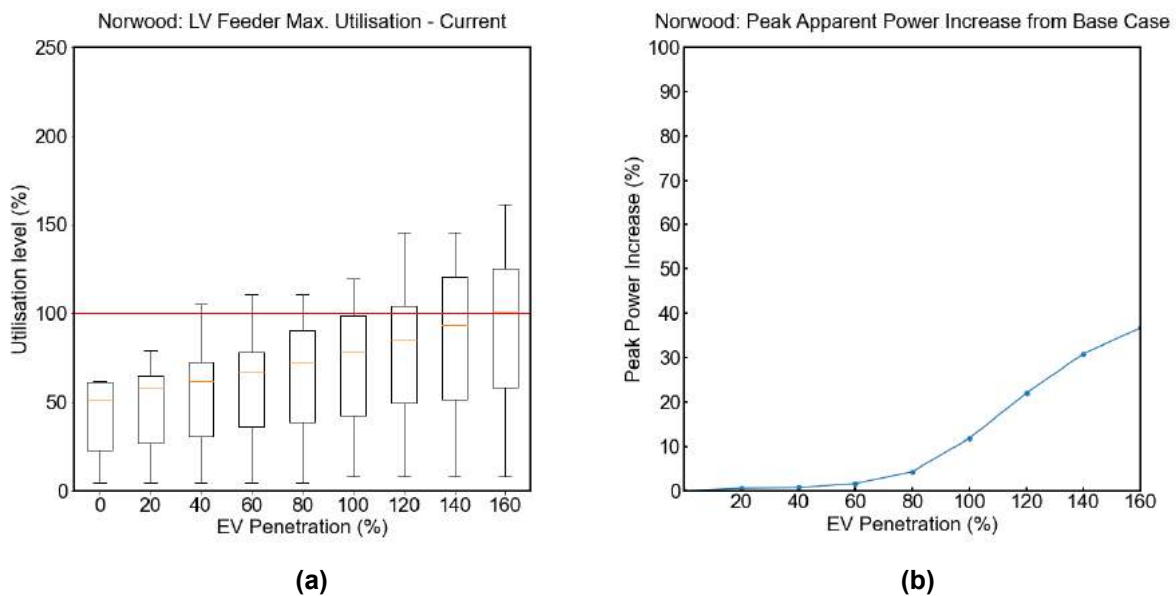 Norwood: LV Feeder Max. Utilisation - Current
250
200
150
100
50
0
Utilisation level (%)
0 20 40 60 80 100 120 140 160
EV Penetration (%)
(a)
Norwood: Peak Apparent Power Increase from Base Case
100
90
80
70
60
50
40
30
20
10
0
Peak Power Increase (%)
20 40 60 80 100 120 140 160
EV Penetration (%)
(b)